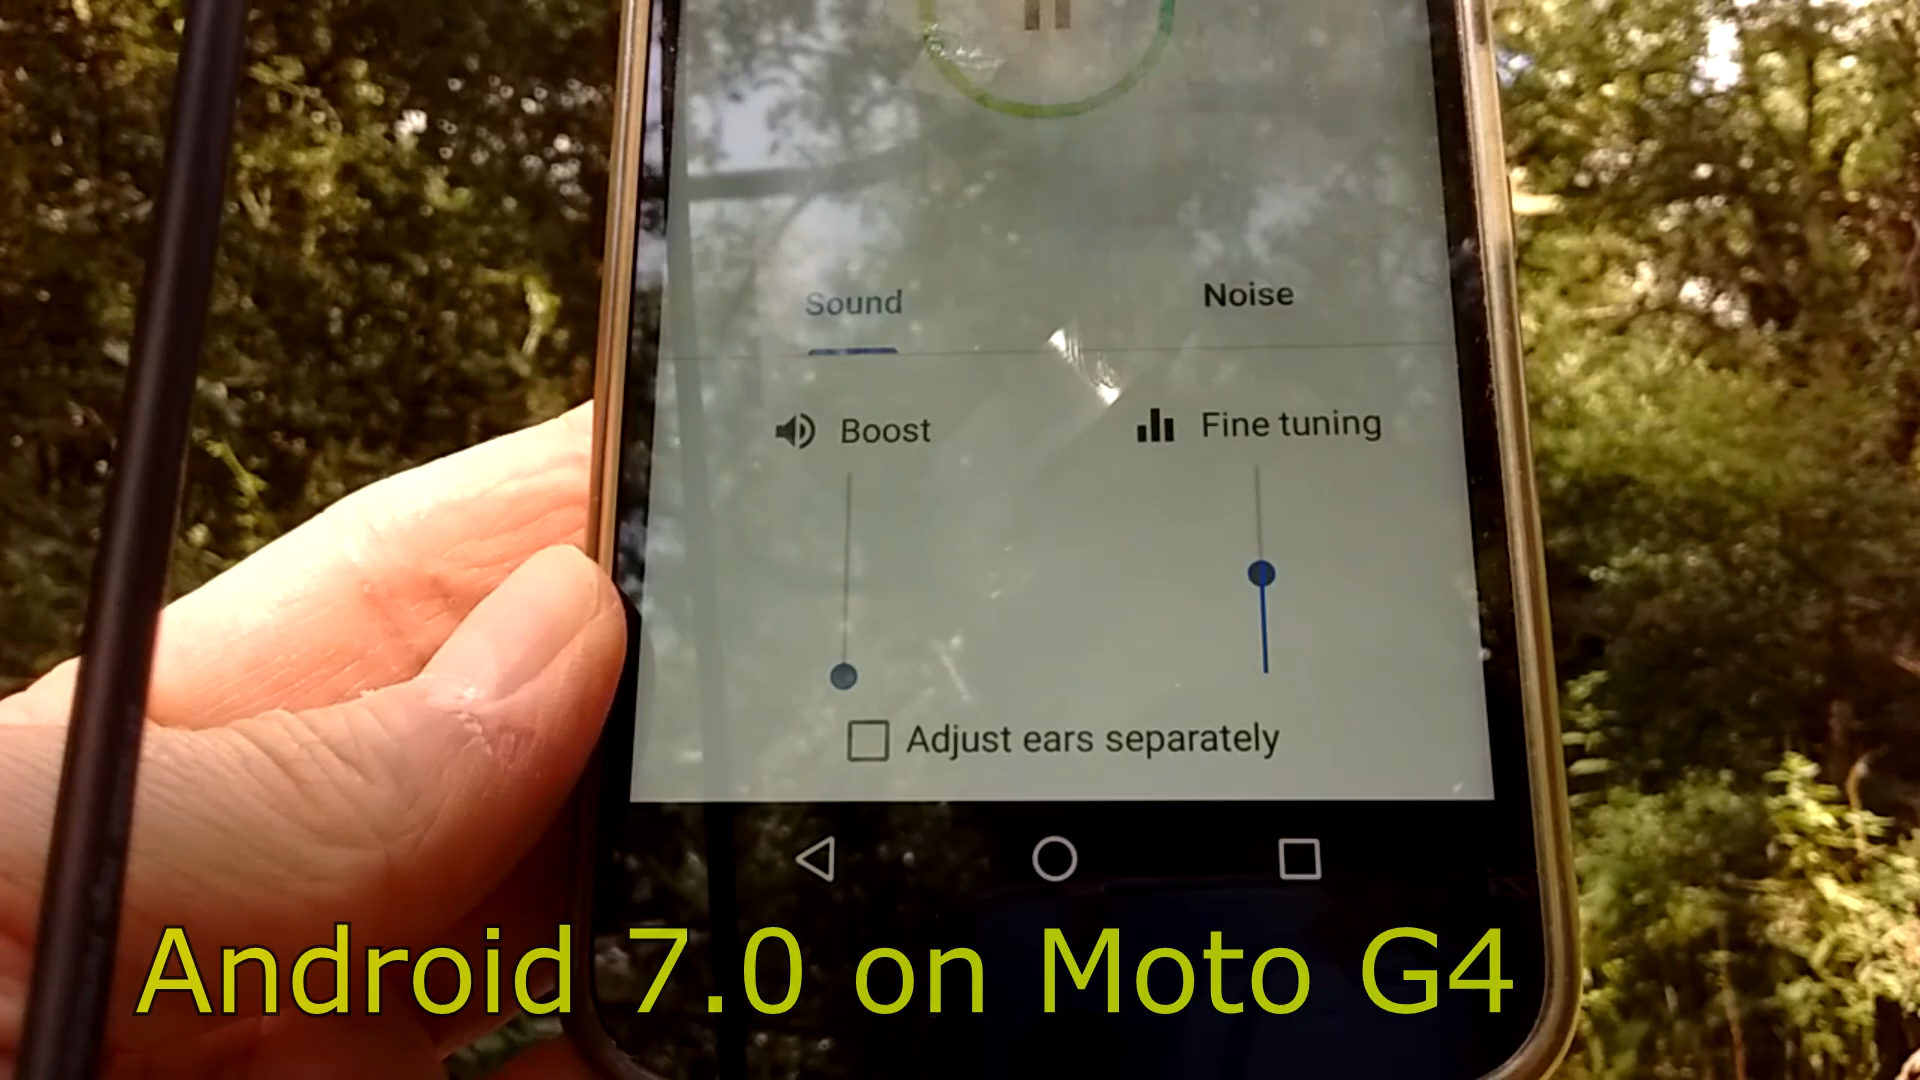 Sound Noise
Boost Fine tuning
Adjust ears separately
Android 7.0 on Moto G4